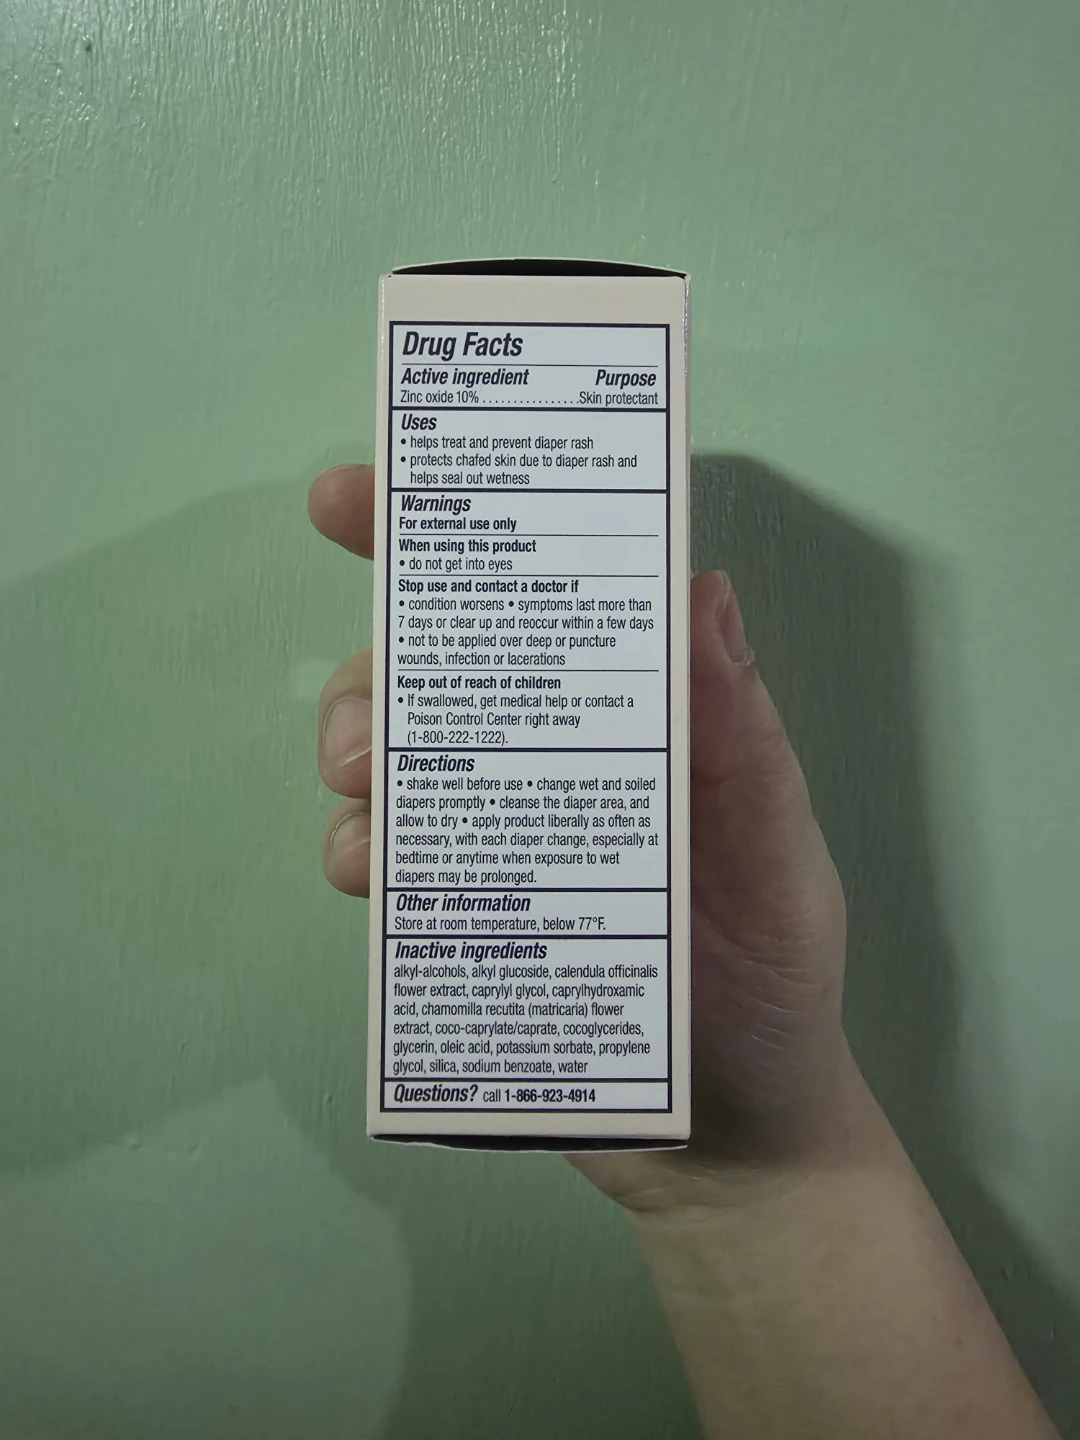 Drug Facts
Active ingredient Purpose
Zinc oxide 10% . . . . . . . . . . . . . . . .Skin protectant
Uses
• helps treat and prevent diaper rash
• protects chafed skin due to diaper rash and
helps seal out wetness
Warnings
For external use only
When using this product
• do not get into eyes
Stop use and contact a doctor if
• condition worsens • symptoms last more than
7 days or clear up and reoccur within a few days
• not to be applied over deep or puncture
wounds, infection or lacerations
Keep out of reach of children
• If swallowed, get medical help or contact a
Poison Control Center right away
(1-800-222-1222).
Directions
• shake well before use • change wet and soiled
diapers promptly • cleanse the diaper area, and
allow to dry • apply product liberally as often as
necessary, with each diaper change, especially at
bedtime or anytime when exposure to wet
diapers may be prolonged.
Other information
Store at room temperature, below 77°F.
Inactive ingredients
alkyl-alcohols, alkyl glucoside, calendula officinalis
flower extract, caprylyl glycol, caprylhydroxamic
acid, chamomilla recutita (matricaria) flower
extract, coco-caprylate/caprate, cocoglycerides,
glycerin, oleic acid, potassium sorbate, propylene
glycol, silica, sodium benzoate, water
Questions? call 1-866-923-4914